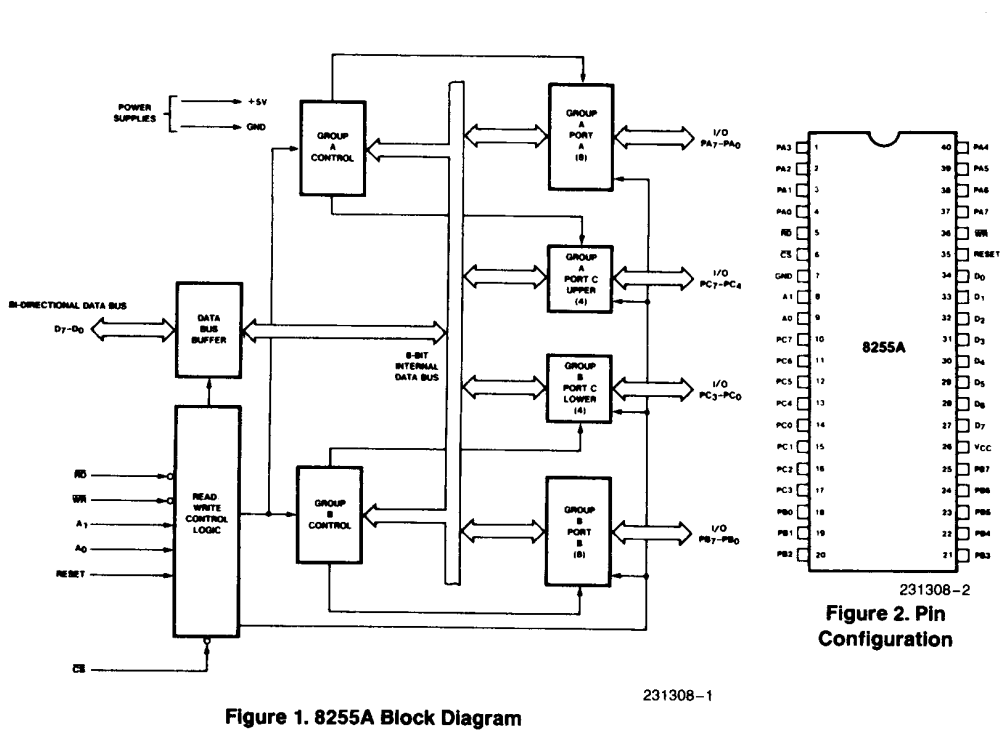 POWER
SUPPLIES
+5V
GND
GROUP
A
CONTROL
GROUP
A
PORT
A
(8)
I/O
PA7-PA0
GROUP
A
PORT C
UPPER
(4)
I/O
PC7-PC4
BI-DIRECTIONAL DATA BUS
D7-D0
DATA
BUS
BUFFER
8-BIT
INTERNAL
DATA BUS
GROUP
B
PORT C
LOWER
(4)
I/O
PC3-PC0
R̅D̅
W̅R̅
A1
A0
RESET
C̅S̅
READ
WRITE
CONTROL
LOGIC
GROUP
B
CONTROL
GROUP
B
PORT
B
(8)
I/O
PB7-PB0
231308-1
Figure 1. 8255A Block Diagram
PA3 1 40 PA4
PA2 2 39 PA5
PA1 3 38 PA6
PA0 4 37 PA7
R̅D̅ 5 36 W̅R̅
C̅S̅ 6 35 RESET
GND 7 34 D0
A1 8 33 D1
A0 9 32 D2
PC7 10 31 D3
8255A
PC6 11 30 D4
PC5 12 29 D5
PC4 13 28 D6
PC0 14 27 D7
PC1 15 26 VCC
PC2 16 25 PB7
PC3 17 24 PB6
PB0 18 23 PB5
PB1 19 22 PB4
PB2 20 21 PB3
231308-2
Figure 2. Pin
Configuration